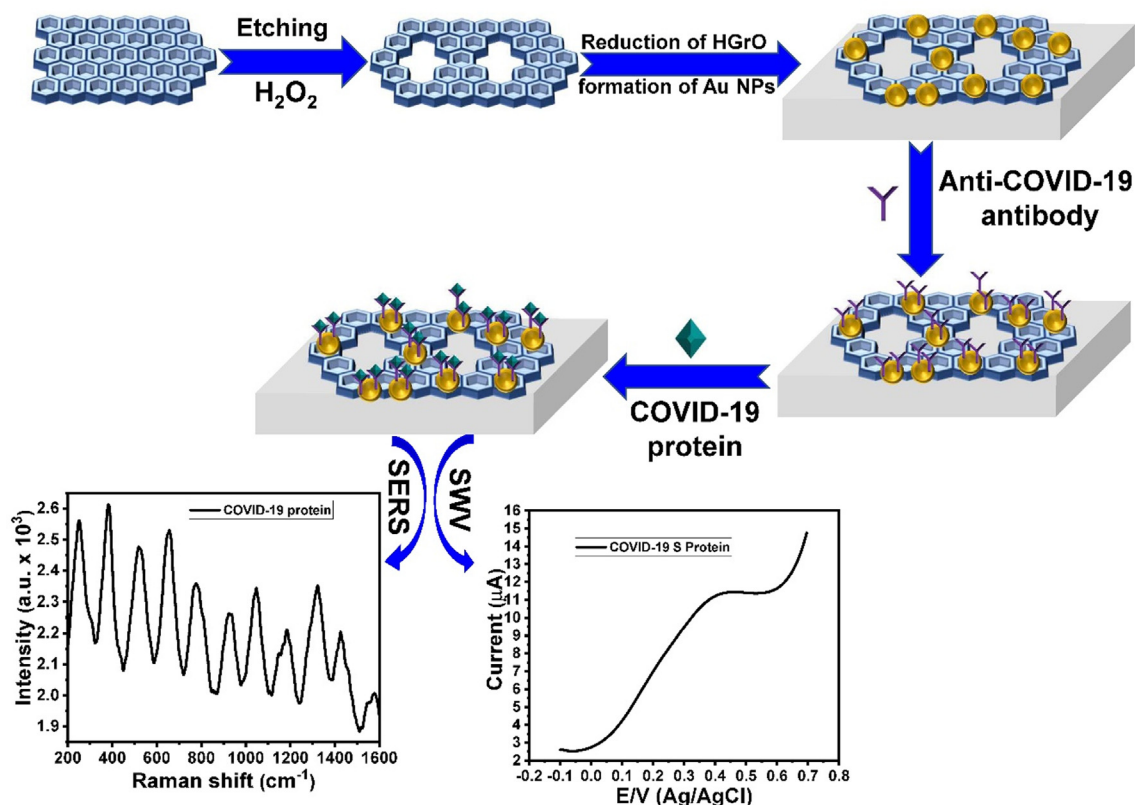 Etching
H₂O₂
Reduction of HGrO
formation of Au NPs
Anti-COVID-19
antibody
COVID-19
protein
SERS
SWV
COVID-19 protein
Intensity (a.u. x 10³)
2.6
2.5
2.4
2.3
2.2
2.1
2.0
1.9
200 400 600 800 1000 1200 1400 1600
Raman shift (cm⁻¹)
COVID-19 S Protein
Current (µA)
16
15
14
13
12
11
10
9
8
7
6
5
4
3
2
-0.2 -0.1 0.0 0.1 0.2 0.3 0.4 0.5 0.6 0.7 0.8
E/V (Ag/AgCl)